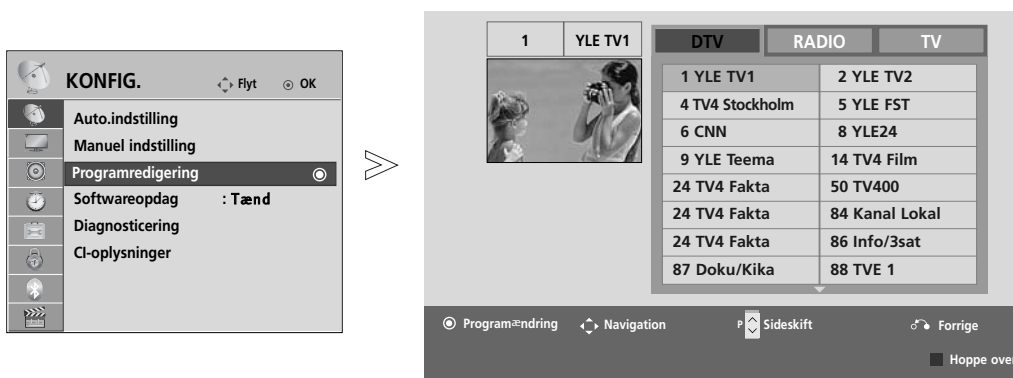 KONFIG. Flyt OK
Auto.indstilling
Manuel indstilling
Programredigering
Softwareopdag : Tænd
Diagnosticering
CI-oplysninger
1 YLE TV1
DTV RADIO TV
1 YLE TV1 2 YLE TV2
4 TV4 Stockholm 5 YLE FST
6 CNN 8 YLE24
9 YLE Teema 14 TV4 Film
24 TV4 Fakta 50 TV400
24 TV4 Fakta 84 Kanal Lokal
24 TV4 Fakta 86 Info/3sat
87 Doku/Kika 88 TVE 1
Programændring Navigation P Sideskift Forrige
Hoppe over